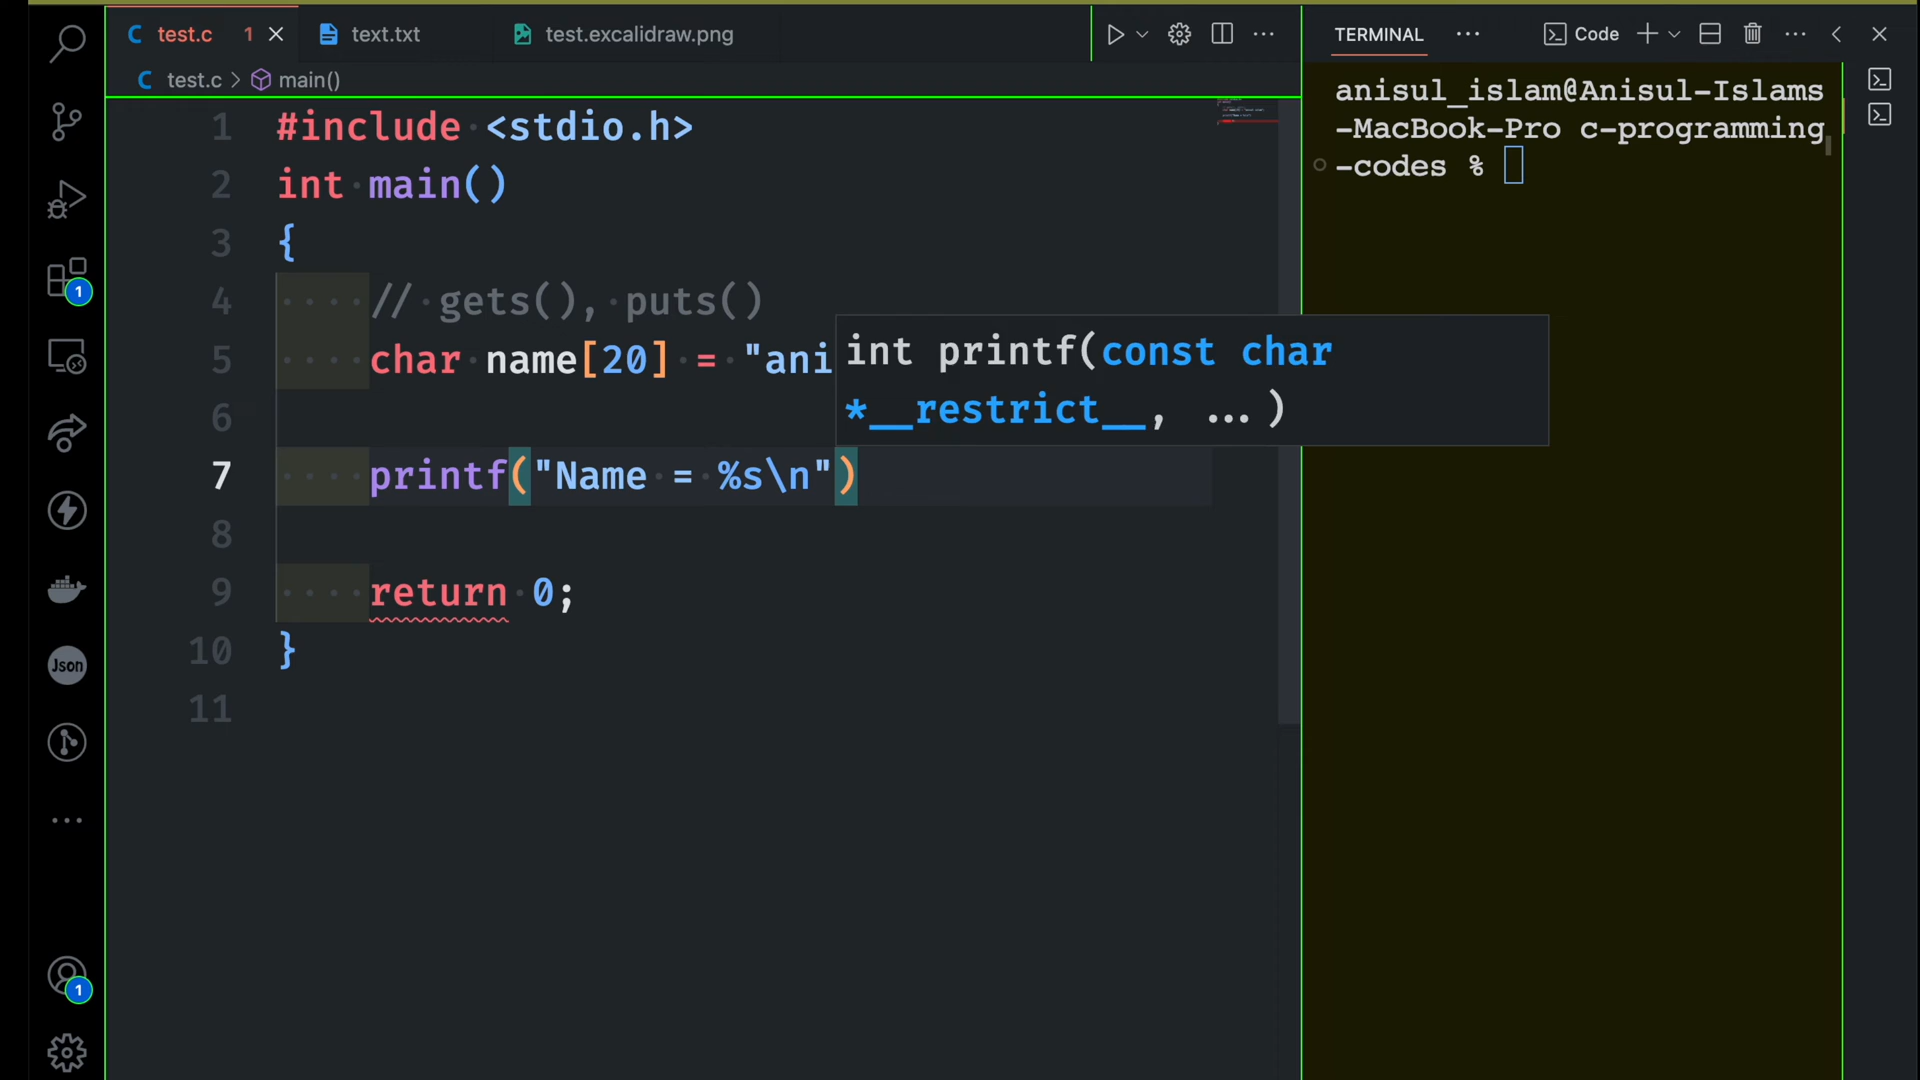 test.c 1
text.txt
test.excalidraw.png
TERMINAL
Code
test.c > main()
1 #include <stdio.h>
2 int main()
3 {
4 // gets(), puts()
5 char name[20] = "ani
6
7 printf("Name = %s\n")
8
9 return 0;
10 }
11
int printf(const char
*__restrict__, ...)
anisul_islam@Anisul-Islams
-MacBook-Pro c-programming
-codes %
1
Json
1